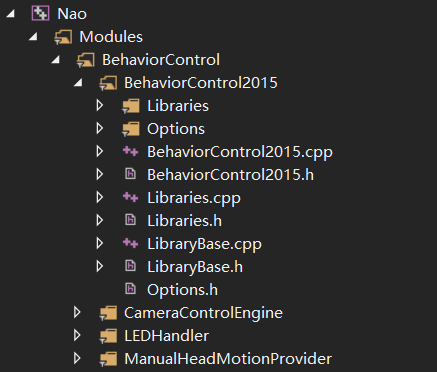 Nao
Modules
BehaviorControl
BehaviorControl2015
Libraries
Options
BehaviorControl2015.cpp
BehaviorControl2015.h
Libraries.cpp
Libraries.h
LibraryBase.cpp
LibraryBase.h
Options.h
CameraControlEngine
LEDHandler
ManualHeadMotionProvider